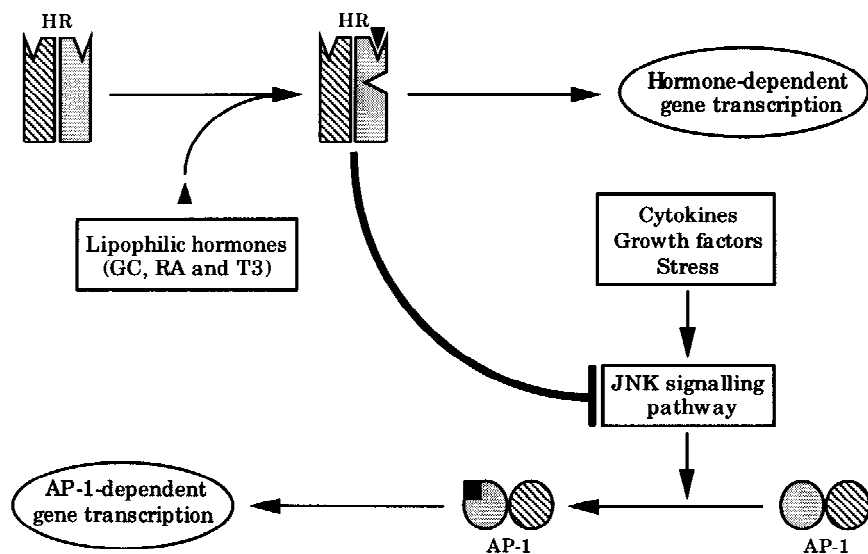 HR
HR
Hormone-dependent
gene transcription
Lipophilic hormones
(GC, RA and T3)
Cytokines
Growth factors
Stress
JNK signalling
pathway
AP-1-dependent
gene transcription
AP-1
AP-1